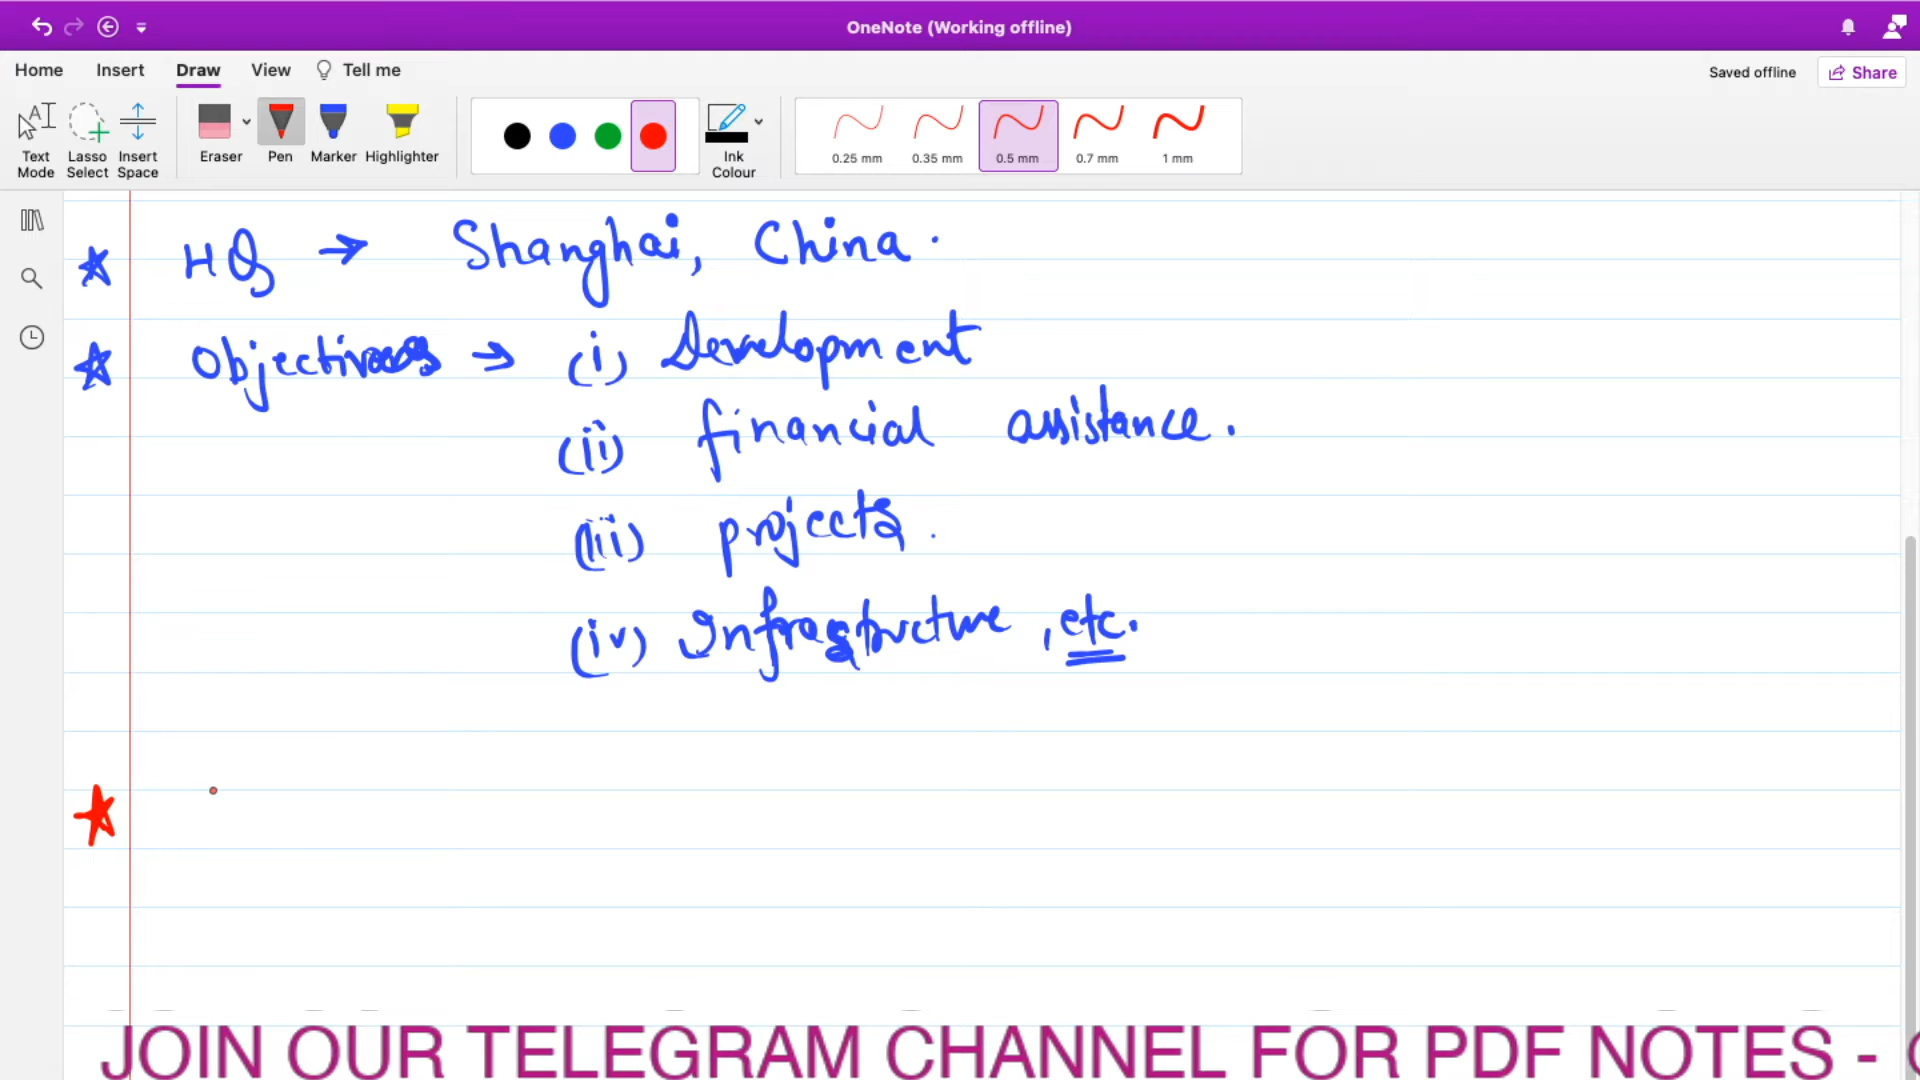 OneNote (Working offline)
Home Insert Draw View Tell me Saved offline Share
Text Mode Lasso Select Insert Space Eraser Pen Marker Highlighter Ink Colour 0.25 mm 0.35 mm 0.5 mm 0.7 mm 1 mm
HQs → Shanghai, China.
Objectives → (i) Development
(ii) financial assistance.
(iii) projects.
(iv) Infrastructure, etc.
JOIN OUR TELEGRAM CHANNEL FOR PDF NOTES -